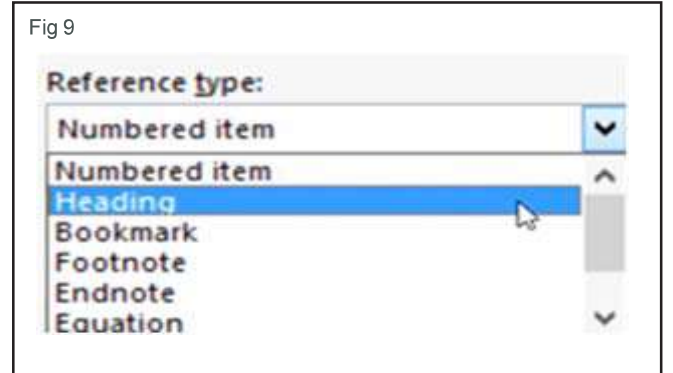 Fig 9
Reference type:
Numbered item
Numbered item
Heading
Bookmark
Footnote
Endnote
Equation